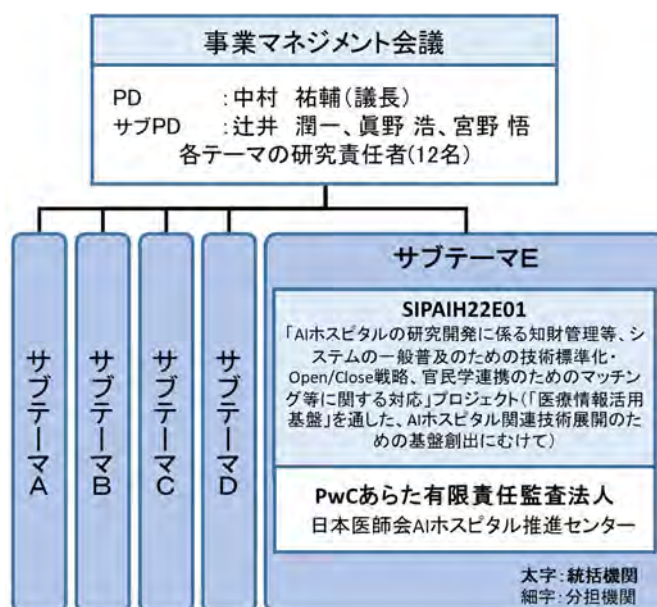 事業マネジメント会議
PD ：中村 祐輔(議長)
サブPD ：辻井 潤一、眞野 浩、宮野 悟
各テーマの研究責任者(12名)
サブテーマA
サブテーマB
サブテーマC
サブテーマD
サブテーマE
SIPAIH22E01
「AIホスピタルの研究開発に係る知財管理等、シ
ステムの一般普及のための技術標準化・
Open/Close戦略、官民学連携のためのマッチン
グ等に関する対応」プロジェクト(「医療情報活用
基盤」を通した、AIホスピタル関連技術展開のた
めの基盤創出にむけて)
PwCあらた有限責任監査法人
日本医師会AIホスピタル推進センター
太字：統括機関
細字：分担機関